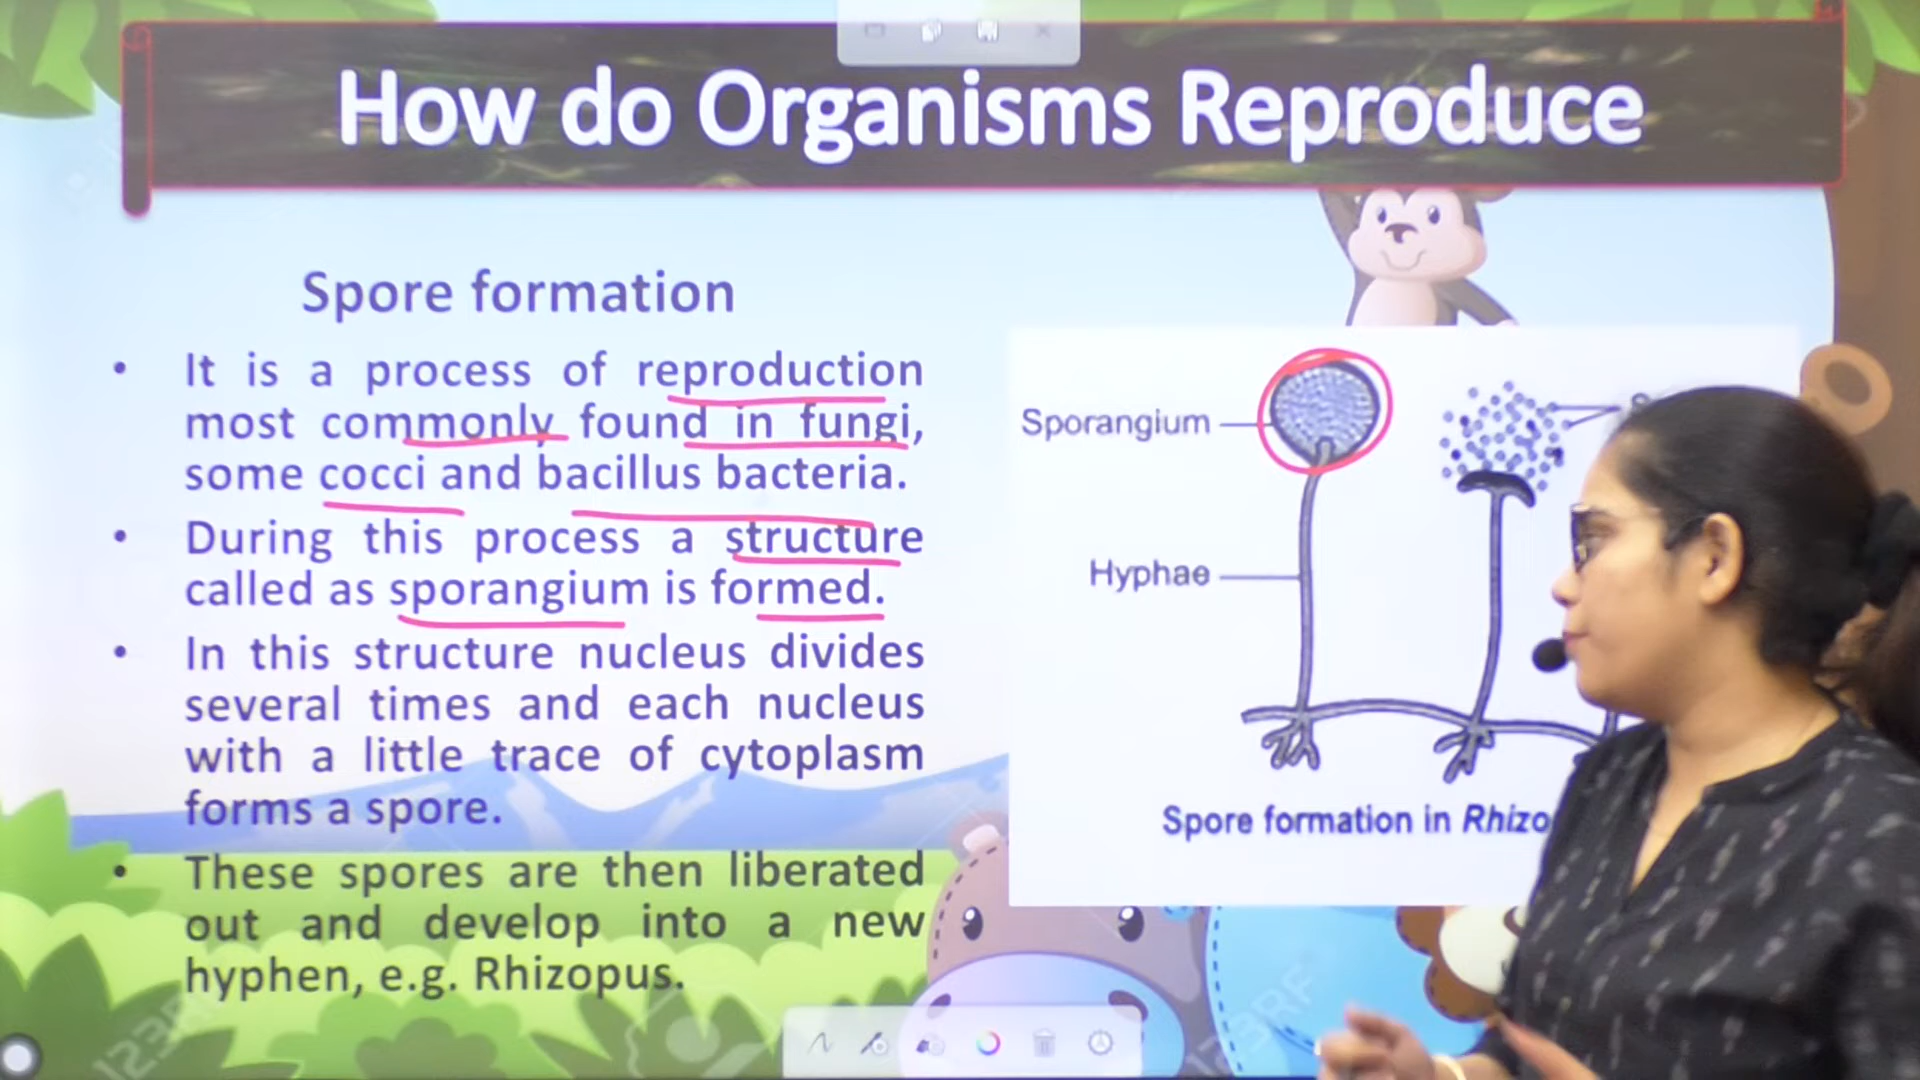 How do Organisms Reproduce
Spore formation
• It is a process of reproduction
most commonly found in fungi,
some cocci and bacillus bacteria.
• During this process a structure
called as sporangium is formed.
• In this structure nucleus divides
several times and each nucleus
with a little trace of cytoplasm
forms a spore.
• These spores are then liberated
out and develop into a new
hyphen, e.g. Rhizopus.
Sporangium
Hyphae
Spore formation in Rhizo
123RF
123RF